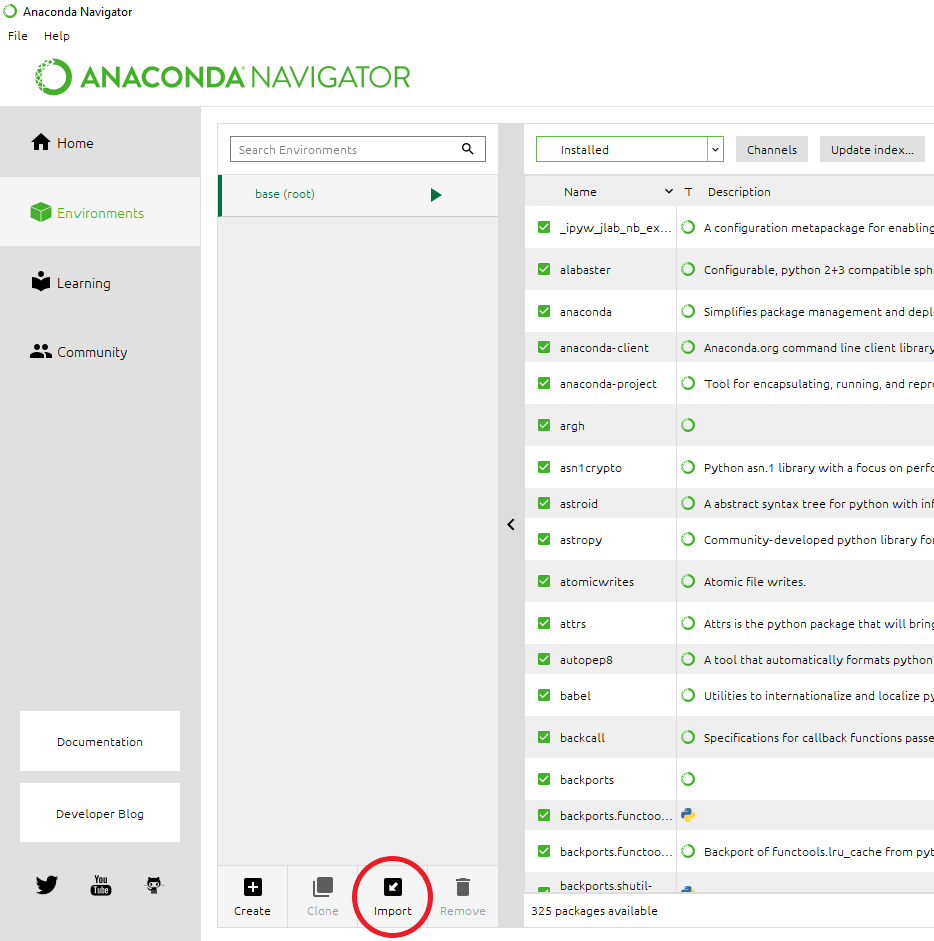 Anaconda Navigator
File Help
ANACONDA NAVIGATOR
Home
Environments
Learning
Community
Documentation
Developer Blog
You
Tube
Search Environments
base (root)
Create Clone Import Remove
Installed Channels Update index...
Name T Description
_ipyw_jlab_nb_ex... A configuration metapackage for enabling
alabaster Configurable, python 2+3 compatible sph
anaconda Simplifies package management and depl
anaconda-client Anaconda.org command line client library
anaconda-project Tool for encapsulating, running, and repr
argh
asn1crypto Python asn.1 library with a focus on perfo
astroid A abstract syntax tree for python with inf
astropy Community-developed python library for
atomicwrites Atomic file writes.
attrs Attrs is the python package that will bring
autopep8 A tool that automatically formats python
babel Utilities to internationalize and localize py
backcall Specifications for callback functions passe
backports
backports.functoo...
backports.functoo... Backport of functools.lru_cache from pyt
backports.shutil-
325 packages available